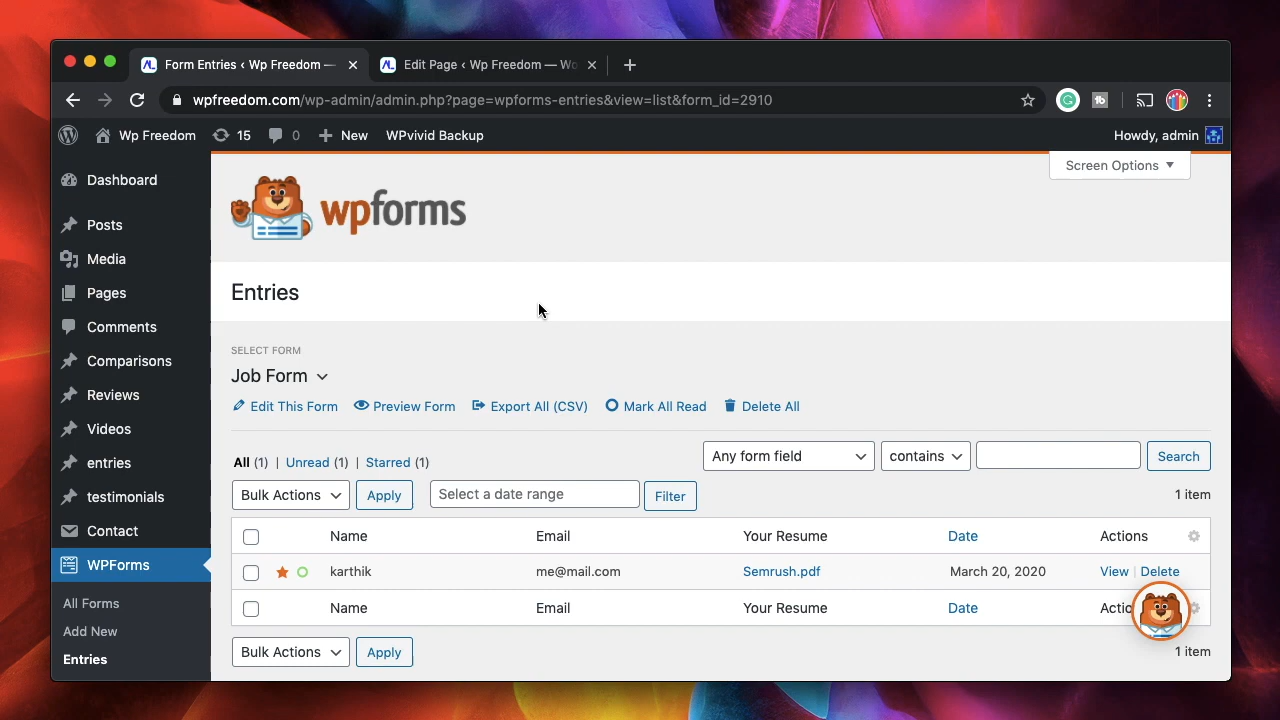 Form Entries ‹ Wp Freedom —
Edit Page ‹ Wp Freedom — Wo
wpfreedom.com/wp-admin/admin.php?page=wpforms-entries&view=list&form_id=2910
Wp Freedom 15 0 New WPvivid Backup Howdy, admin
Screen Options
Dashboard
Posts
Media
Pages
Comments
Comparisons
Reviews
Videos
entries
testimonials
Contact
WPForms
All Forms
Add New
Entries
wpforms
Entries
SELECT FORM
Job Form
Edit This Form Preview Form Export All (CSV) Mark All Read Delete All
All (1) | Unread (1) | Starred (1)
Any form field contains Search
Bulk Actions Apply Select a date range Filter 1 item
Name Email Your Resume Date Actions
karthik me@mail.com Semrush.pdf March 20, 2020 View | Delete
Name Email Your Resume Date Actio
Bulk Actions Apply 1 item